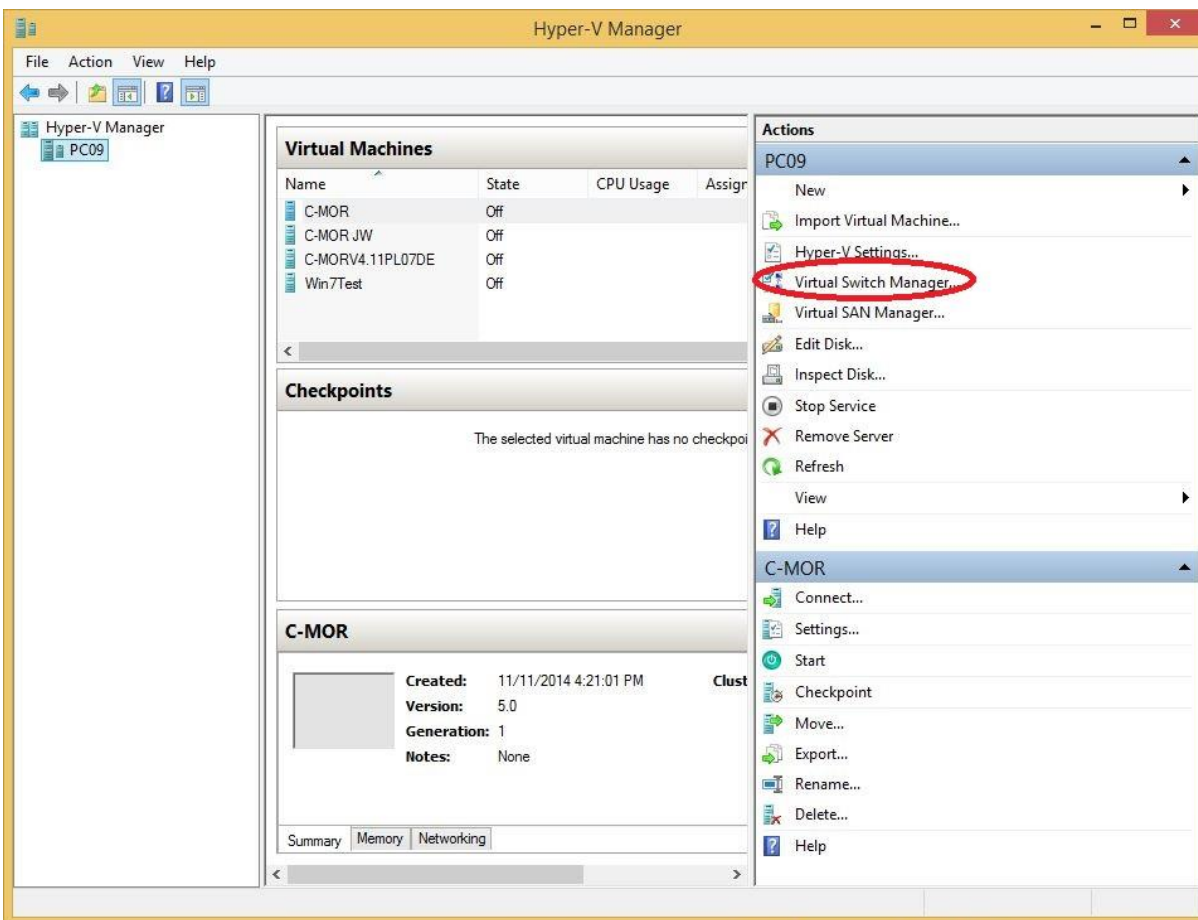 Hyper-V Manager
File Action View Help
Hyper-V Manager
PC09
Virtual Machines
Name State CPU Usage Assign
C-MOR Off
C-MOR JW Off
C-MORV4.11PL07DE Off
Win7Test Off
Checkpoints
The selected virtual machine has no checkpoi
C-MOR
Created: 11/11/2014 4:21:01 PM Clust
Version: 5.0
Generation: 1
Notes: None
Summary Memory Networking
Actions
PC09
New
Import Virtual Machine...
Hyper-V Settings...
Virtual Switch Manager...
Virtual SAN Manager...
Edit Disk...
Inspect Disk...
Stop Service
Remove Server
Refresh
View
Help
C-MOR
Connect...
Settings...
Start
Checkpoint
Move...
Export...
Rename...
Delete...
Help